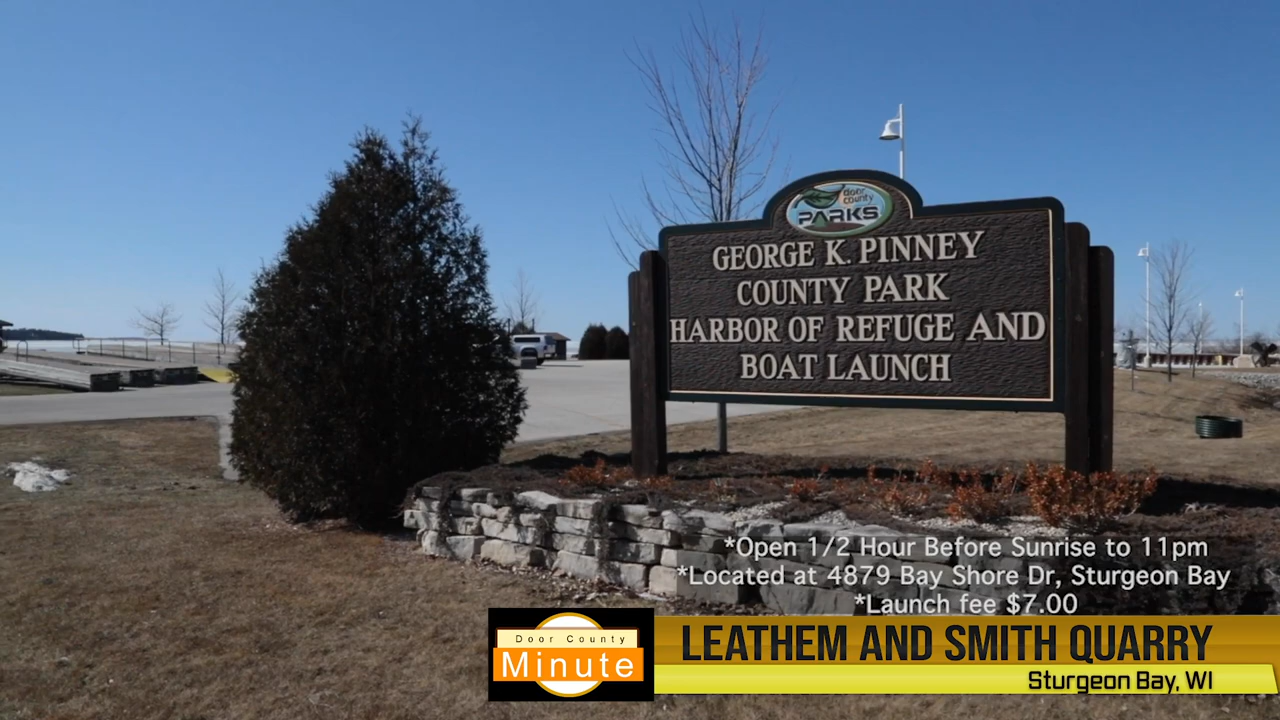 door
county
PARKS
GEORGE K. PINNEY
COUNTY PARK
HARBOR OF REFUGE AND
BOAT LAUNCH
*Open 1/2 Hour Before Sunrise to 11pm
*Located at 4879 Bay Shore Dr, Sturgeon Bay
*Launch fee $7.00
Door County
Minute
LEATHEM AND SMITH QUARRY
Sturgeon Bay, WI